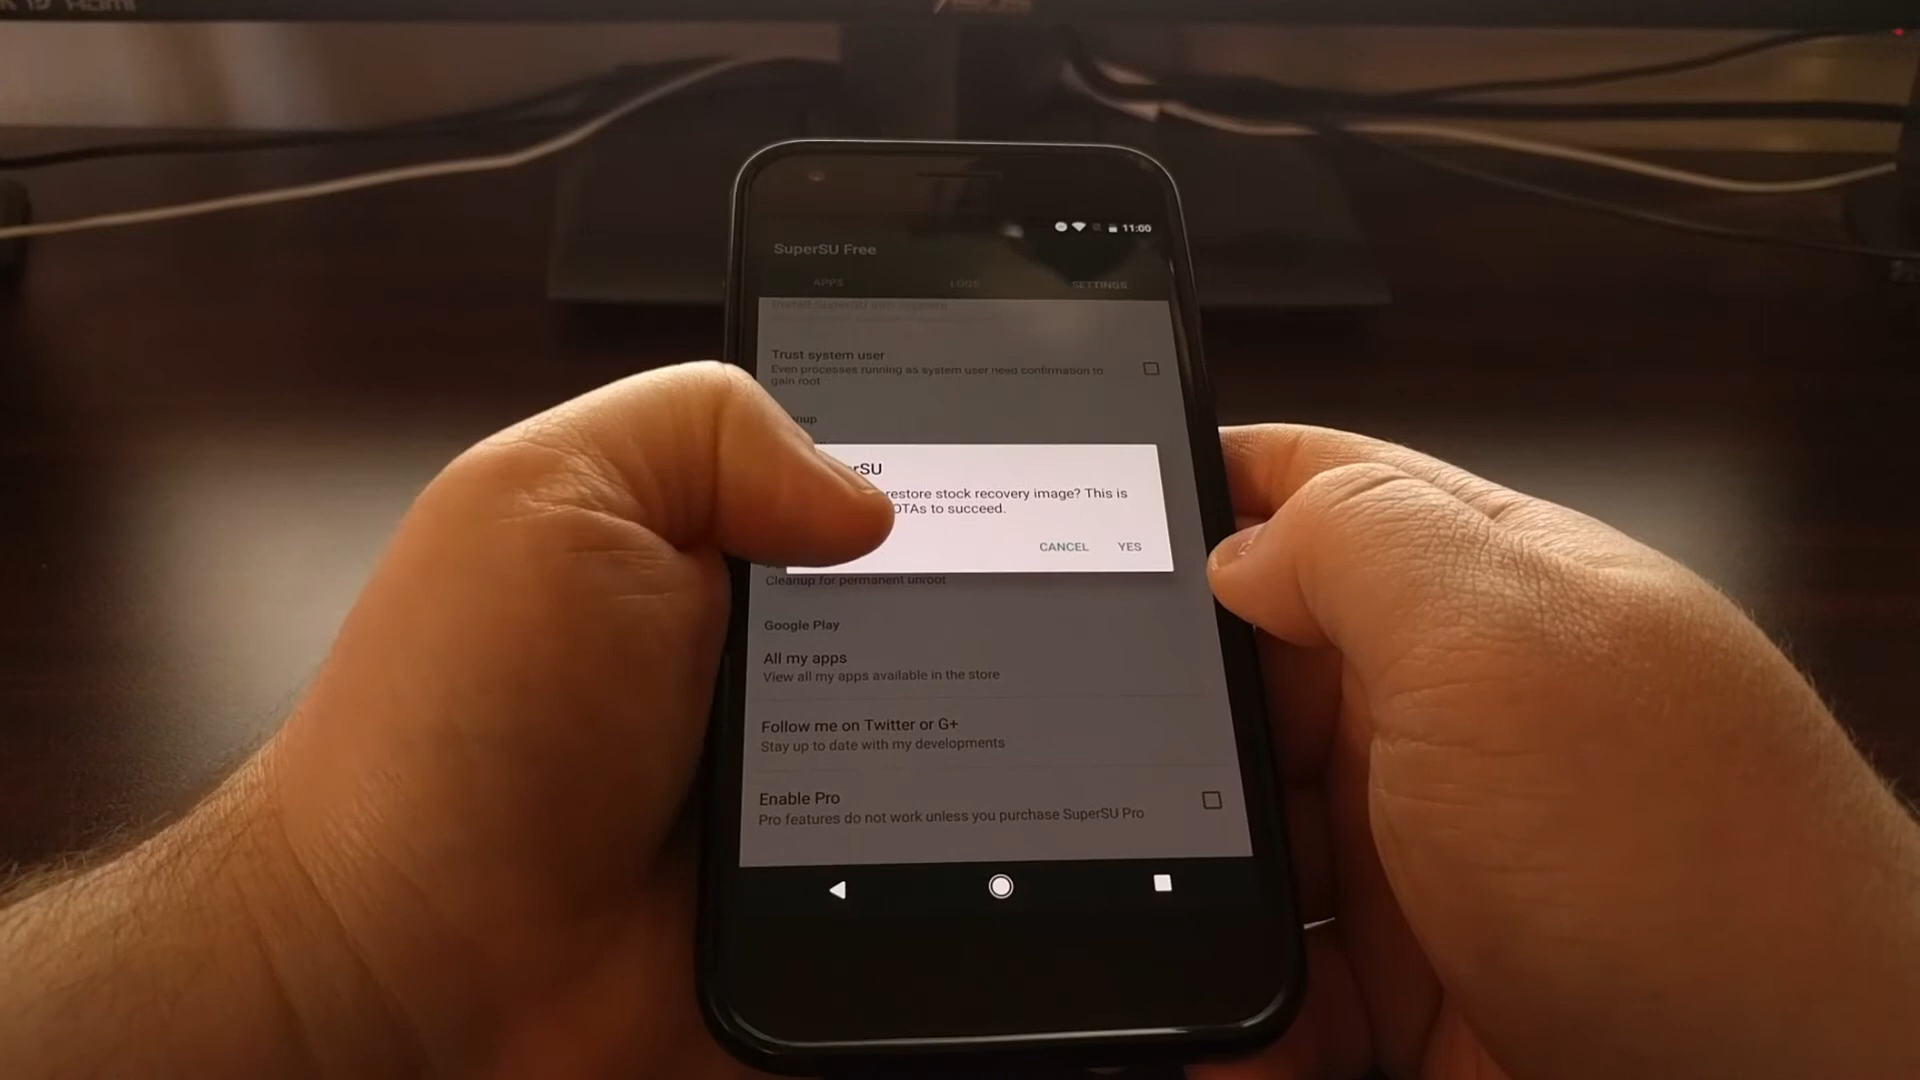 HDMI
ASUS
11:00
SuperSU Free
APPS LOGS SETTINGS
Trust system user
Even processes running as system user need confirmation to
gain root
nup
rSU
restore stock recovery image? This is
OTAs to succeed.
CANCEL YES
Cleanup for permanent unroot
Google Play
All my apps
View all my apps available in the store
Follow me on Twitter or G+
Stay up to date with my developments
Enable Pro
Pro features do not work unless you purchase SuperSU Pro